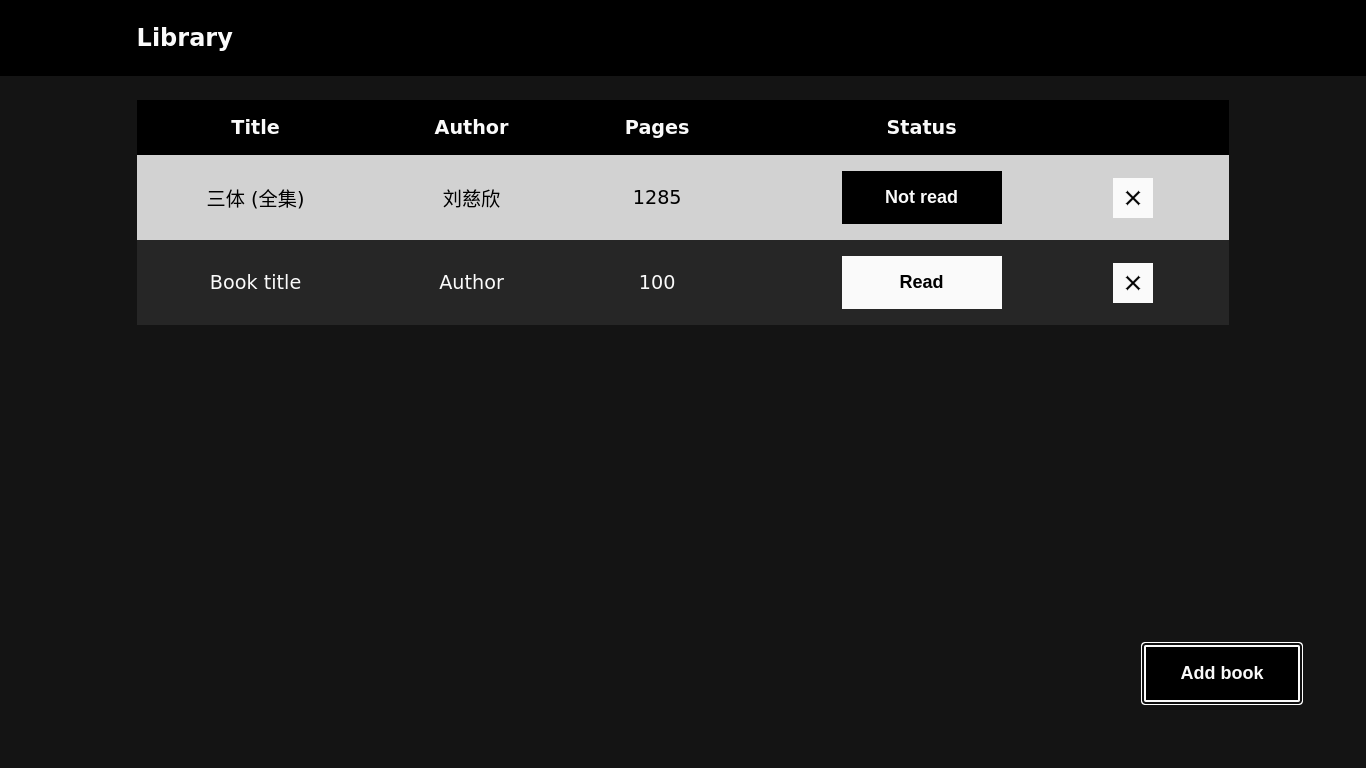 Library
Title Author Pages Status
三体 (全集) 刘慈欣 1285 Not read ✕
Book title Author 100 Read ✕
Add book